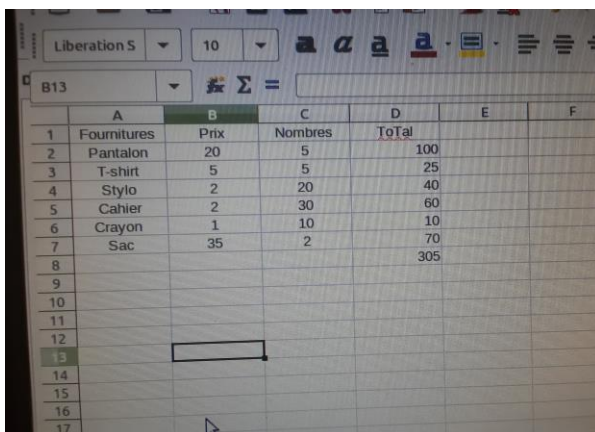 Liberation S 10 a a a a
B13 Σ =
A B C D E F
1 Fournitures Prix Nombres ToTal
2 Pantalon 20 5 100
3 T-shirt 5 5 25
4 Stylo 2 20 40
5 Cahier 2 30 60
6 Crayon 1 10 10
7 Sac 35 2 70
8 305
9
10
11
12
13
14
15
16
17